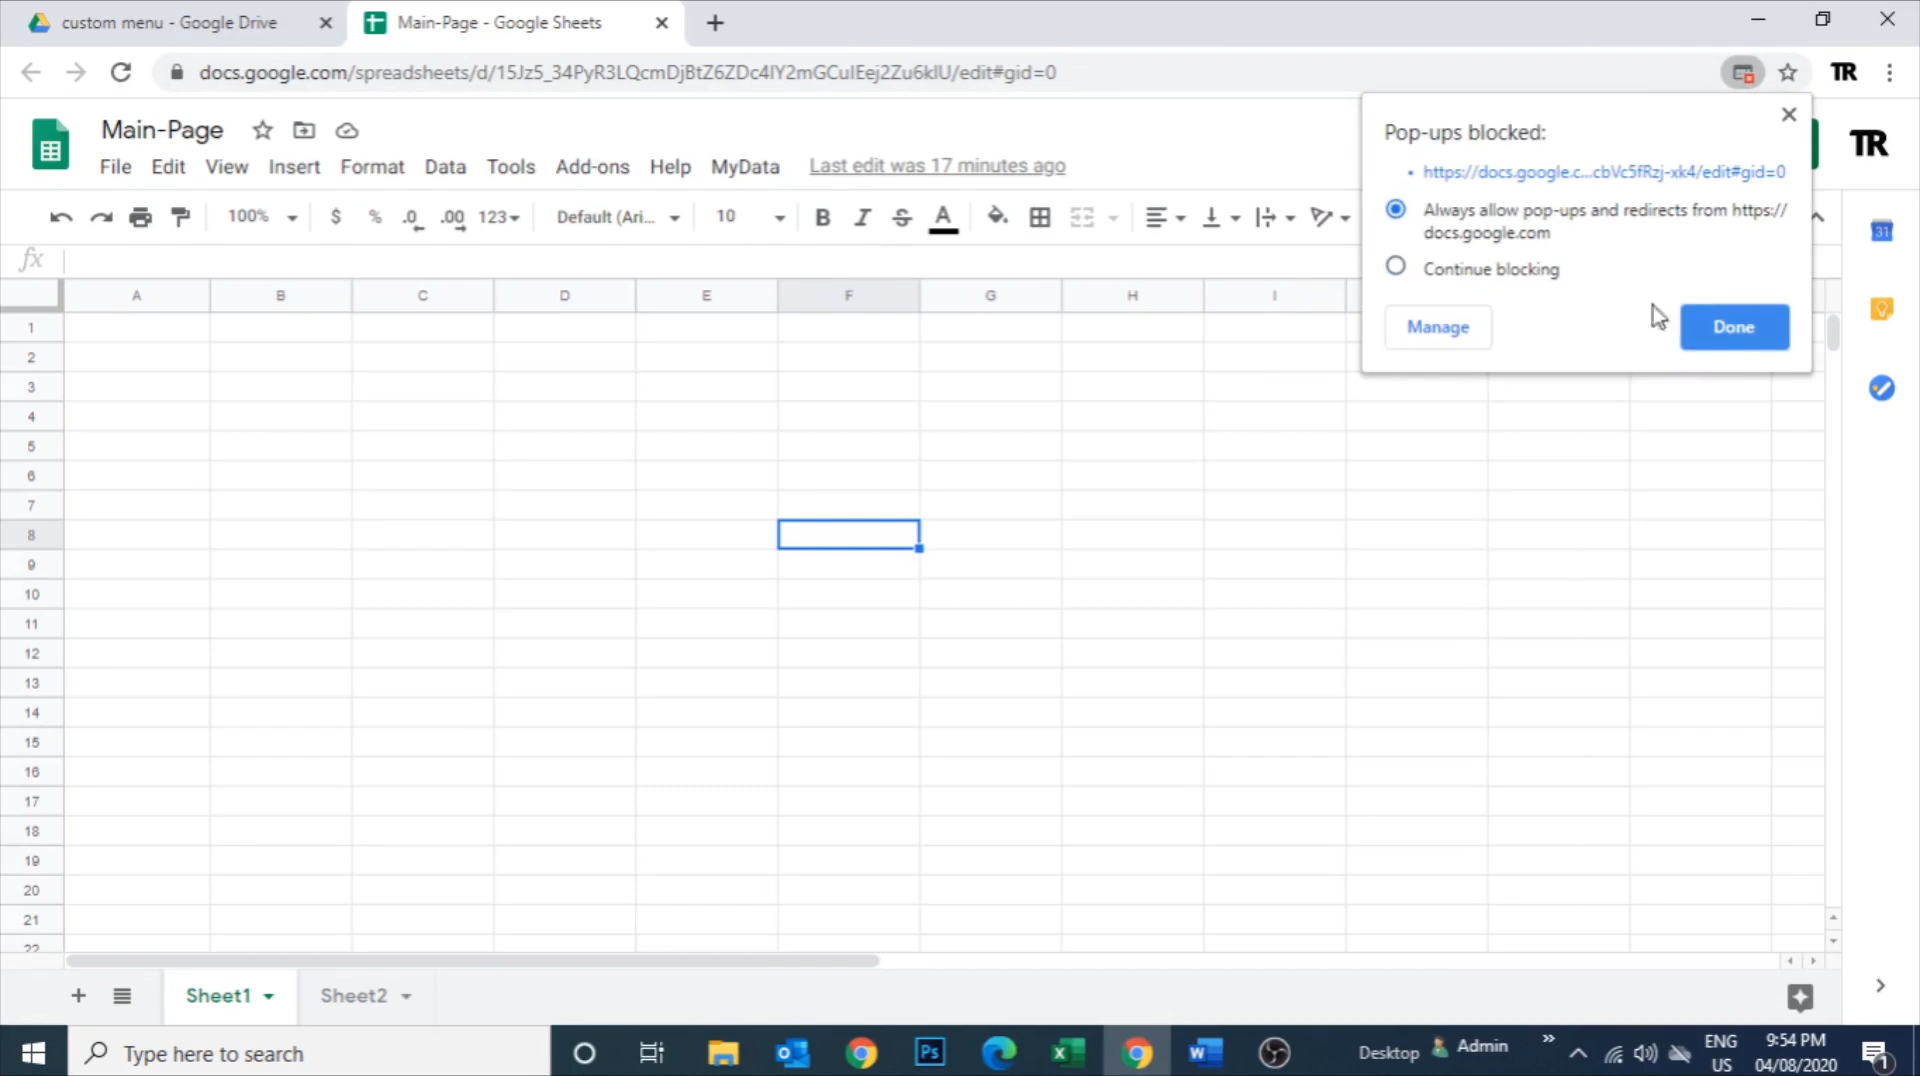 custom menu - Google Drive
Main-Page - Google Sheets
docs.google.com/spreadsheets/d/15Jz5_34PyR3LQcmDjBtZ6ZDc4lY2mGCulEej2Zu6klU/edit#gid=0
TR
Main-Page
File Edit View Insert Format Data Tools Add-ons Help MyData Last edit was 17 minutes ago
TR
Pop-ups blocked:
https://docs.google.c...cbVc5fRzj-xk4/edit#gid=0
Always allow pop-ups and redirects from https://
docs.google.com
Continue blocking
Manage
Done
100% $ % .0 .00 123 Default (Ari... 10 B I S A
31
fx
A B C D E F G H I
1
2
3
4
5
6
7
8
9
10
11
12
13
14
15
16
17
18
19
20
21
22
Sheet1 Sheet2
Type here to search
Ps
Desktop
Admin
ENG
US
9:54 PM
04/08/2020
1